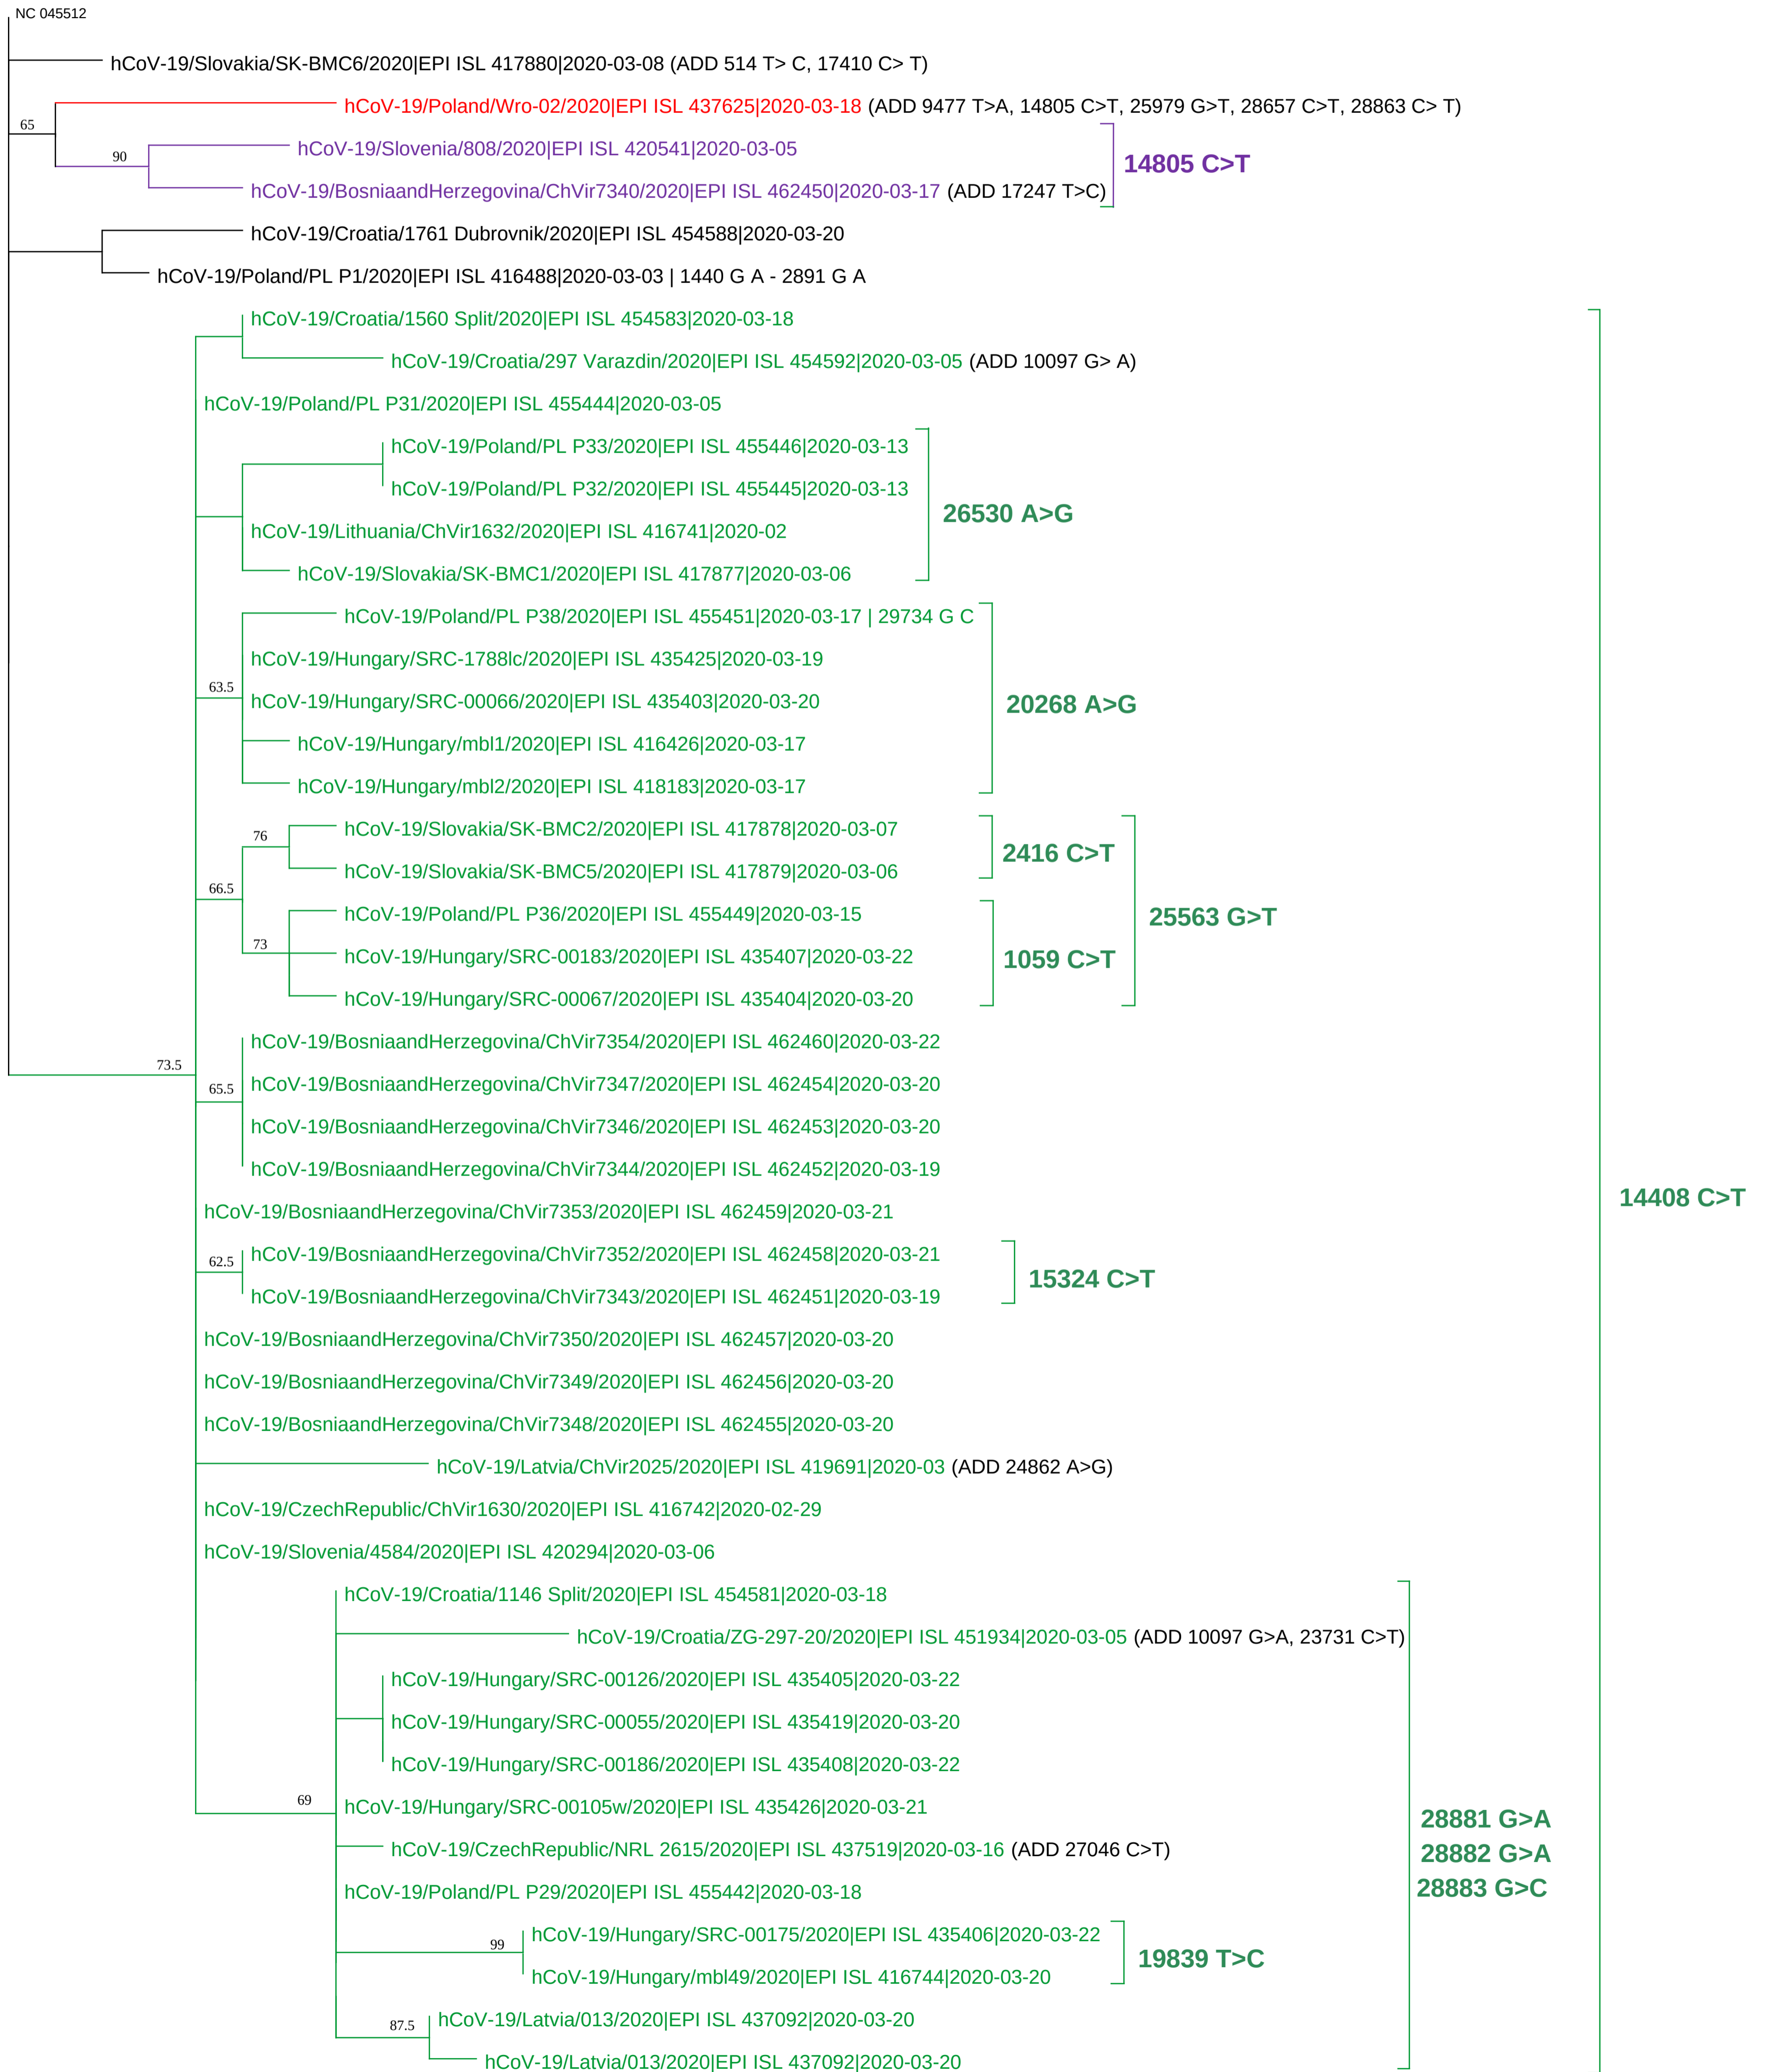 NC 045512
hCoV-19/Slovakia/SK-BMC6/2020|EPI ISL 417880|2020-03-08 (ADD 514 T> C, 17410 C> T)
hCoV-19/Poland/Wro-02/2020|EPI ISL 437625|2020-03-18 (ADD 9477 T>A, 14805 C>T, 25979 G>T, 28657 C>T, 28863 C> T)
65
hCoV-19/Slovenia/808/2020|EPI ISL 420541|2020-03-05
90
14805 C>T
hCoV-19/BosniaandHerzegovina/ChVir7340/2020|EPI ISL 462450|2020-03-17 (ADD 17247 T>C)
hCoV-19/Croatia/1761 Dubrovnik/2020|EPI ISL 454588|2020-03-20
hCoV-19/Poland/PL P1/2020|EPI ISL 416488|2020-03-03 | 1440 G A - 2891 G A
hCoV-19/Croatia/1560 Split/2020|EPI ISL 454583|2020-03-18
hCoV-19/Croatia/297 Varazdin/2020|EPI ISL 454592|2020-03-05 (ADD 10097 G> A)
hCoV-19/Poland/PL P31/2020|EPI ISL 455444|2020-03-05
hCoV-19/Poland/PL P33/2020|EPI ISL 455446|2020-03-13
hCoV-19/Poland/PL P32/2020|EPI ISL 455445|2020-03-13
26530 A>G
hCoV-19/Lithuania/ChVir1632/2020|EPI ISL 416741|2020-02
hCoV-19/Slovakia/SK-BMC1/2020|EPI ISL 417877|2020-03-06
hCoV-19/Poland/PL P38/2020|EPI ISL 455451|2020-03-17 | 29734 G C
hCoV-19/Hungary/SRC-1788lc/2020|EPI ISL 435425|2020-03-19
63.5
hCoV-19/Hungary/SRC-00066/2020|EPI ISL 435403|2020-03-20
20268 A>G
hCoV-19/Hungary/mbl1/2020|EPI ISL 416426|2020-03-17
hCoV-19/Hungary/mbl2/2020|EPI ISL 418183|2020-03-17
hCoV-19/Slovakia/SK-BMC2/2020|EPI ISL 417878|2020-03-07
76
2416 C>T
hCoV-19/Slovakia/SK-BMC5/2020|EPI ISL 417879|2020-03-06
66.5
hCoV-19/Poland/PL P36/2020|EPI ISL 455449|2020-03-15
25563 G>T
73
hCoV-19/Hungary/SRC-00183/2020|EPI ISL 435407|2020-03-22
1059 C>T
hCoV-19/Hungary/SRC-00067/2020|EPI ISL 435404|2020-03-20
hCoV-19/BosniaandHerzegovina/ChVir7354/2020|EPI ISL 462460|2020-03-22
73.5
hCoV-19/BosniaandHerzegovina/ChVir7347/2020|EPI ISL 462454|2020-03-20
65.5
hCoV-19/BosniaandHerzegovina/ChVir7346/2020|EPI ISL 462453|2020-03-20
hCoV-19/BosniaandHerzegovina/ChVir7344/2020|EPI ISL 462452|2020-03-19
14408 C>T
hCoV-19/BosniaandHerzegovina/ChVir7353/2020|EPI ISL 462459|2020-03-21
hCoV-19/BosniaandHerzegovina/ChVir7352/2020|EPI ISL 462458|2020-03-21
62.5
15324 C>T
hCoV-19/BosniaandHerzegovina/ChVir7343/2020|EPI ISL 462451|2020-03-19
hCoV-19/BosniaandHerzegovina/ChVir7350/2020|EPI ISL 462457|2020-03-20
hCoV-19/BosniaandHerzegovina/ChVir7349/2020|EPI ISL 462456|2020-03-20
hCoV-19/BosniaandHerzegovina/ChVir7348/2020|EPI ISL 462455|2020-03-20
hCoV-19/Latvia/ChVir2025/2020|EPI ISL 419691|2020-03 (ADD 24862 A>G)
hCoV-19/CzechRepublic/ChVir1630/2020|EPI ISL 416742|2020-02-29
hCoV-19/Slovenia/4584/2020|EPI ISL 420294|2020-03-06
hCoV-19/Croatia/1146 Split/2020|EPI ISL 454581|2020-03-18
hCoV-19/Croatia/ZG-297-20/2020|EPI ISL 451934|2020-03-05 (ADD 10097 G>A, 23731 C>T)
hCoV-19/Hungary/SRC-00126/2020|EPI ISL 435405|2020-03-22
hCoV-19/Hungary/SRC-00055/2020|EPI ISL 435419|2020-03-20
hCoV-19/Hungary/SRC-00186/2020|EPI ISL 435408|2020-03-22
69
hCoV-19/Hungary/SRC-00105w/2020|EPI ISL 435426|2020-03-21
28881 G>A
hCoV-19/CzechRepublic/NRL 2615/2020|EPI ISL 437519|2020-03-16 (ADD 27046 C>T)
28882 G>A
hCoV-19/Poland/PL P29/2020|EPI ISL 455442|2020-03-18
28883 G>C
hCoV-19/Hungary/SRC-00175/2020|EPI ISL 435406|2020-03-22
99
19839 T>C
hCoV-19/Hungary/mbl49/2020|EPI ISL 416744|2020-03-20
hCoV-19/Latvia/013/2020|EPI ISL 437092|2020-03-20
87.5
hCoV-19/Latvia/013/2020|EPI ISL 437092|2020-03-20